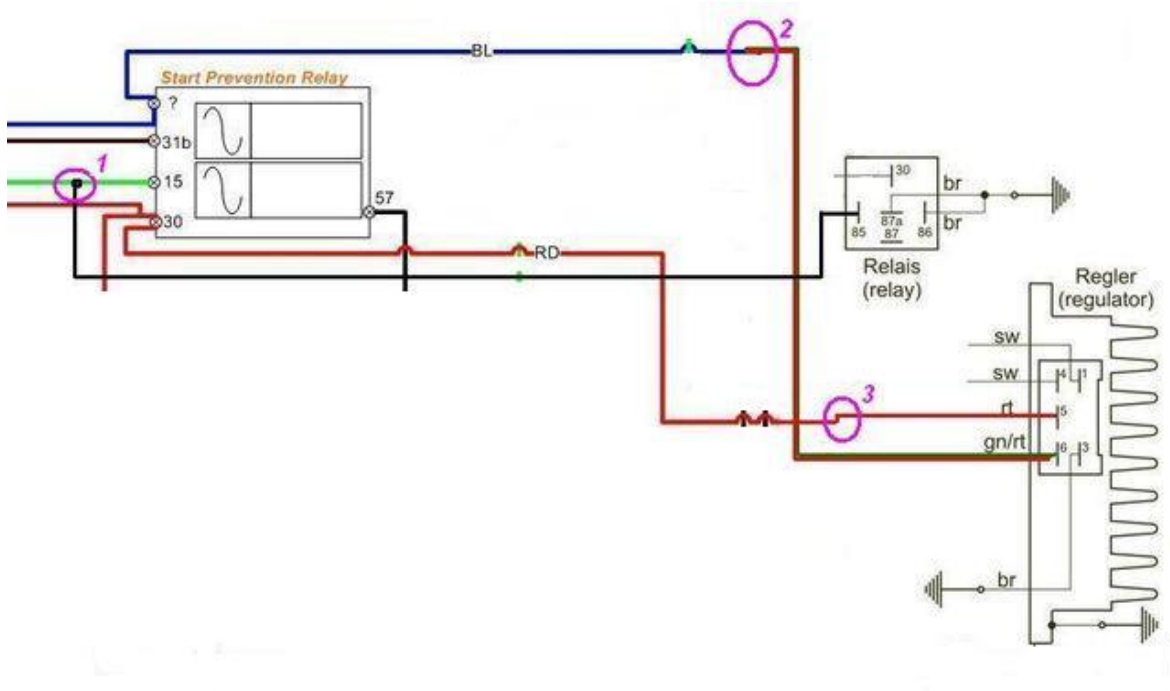 2
BL
Start Prevention Relay
?
31b
1
15
57
30
RD
30
br
87a
br
85
87
86
Relais
(relay)
Regler
(regulator)
sw
sw
4
1
3
rt
5
gn/rt
6
3
br